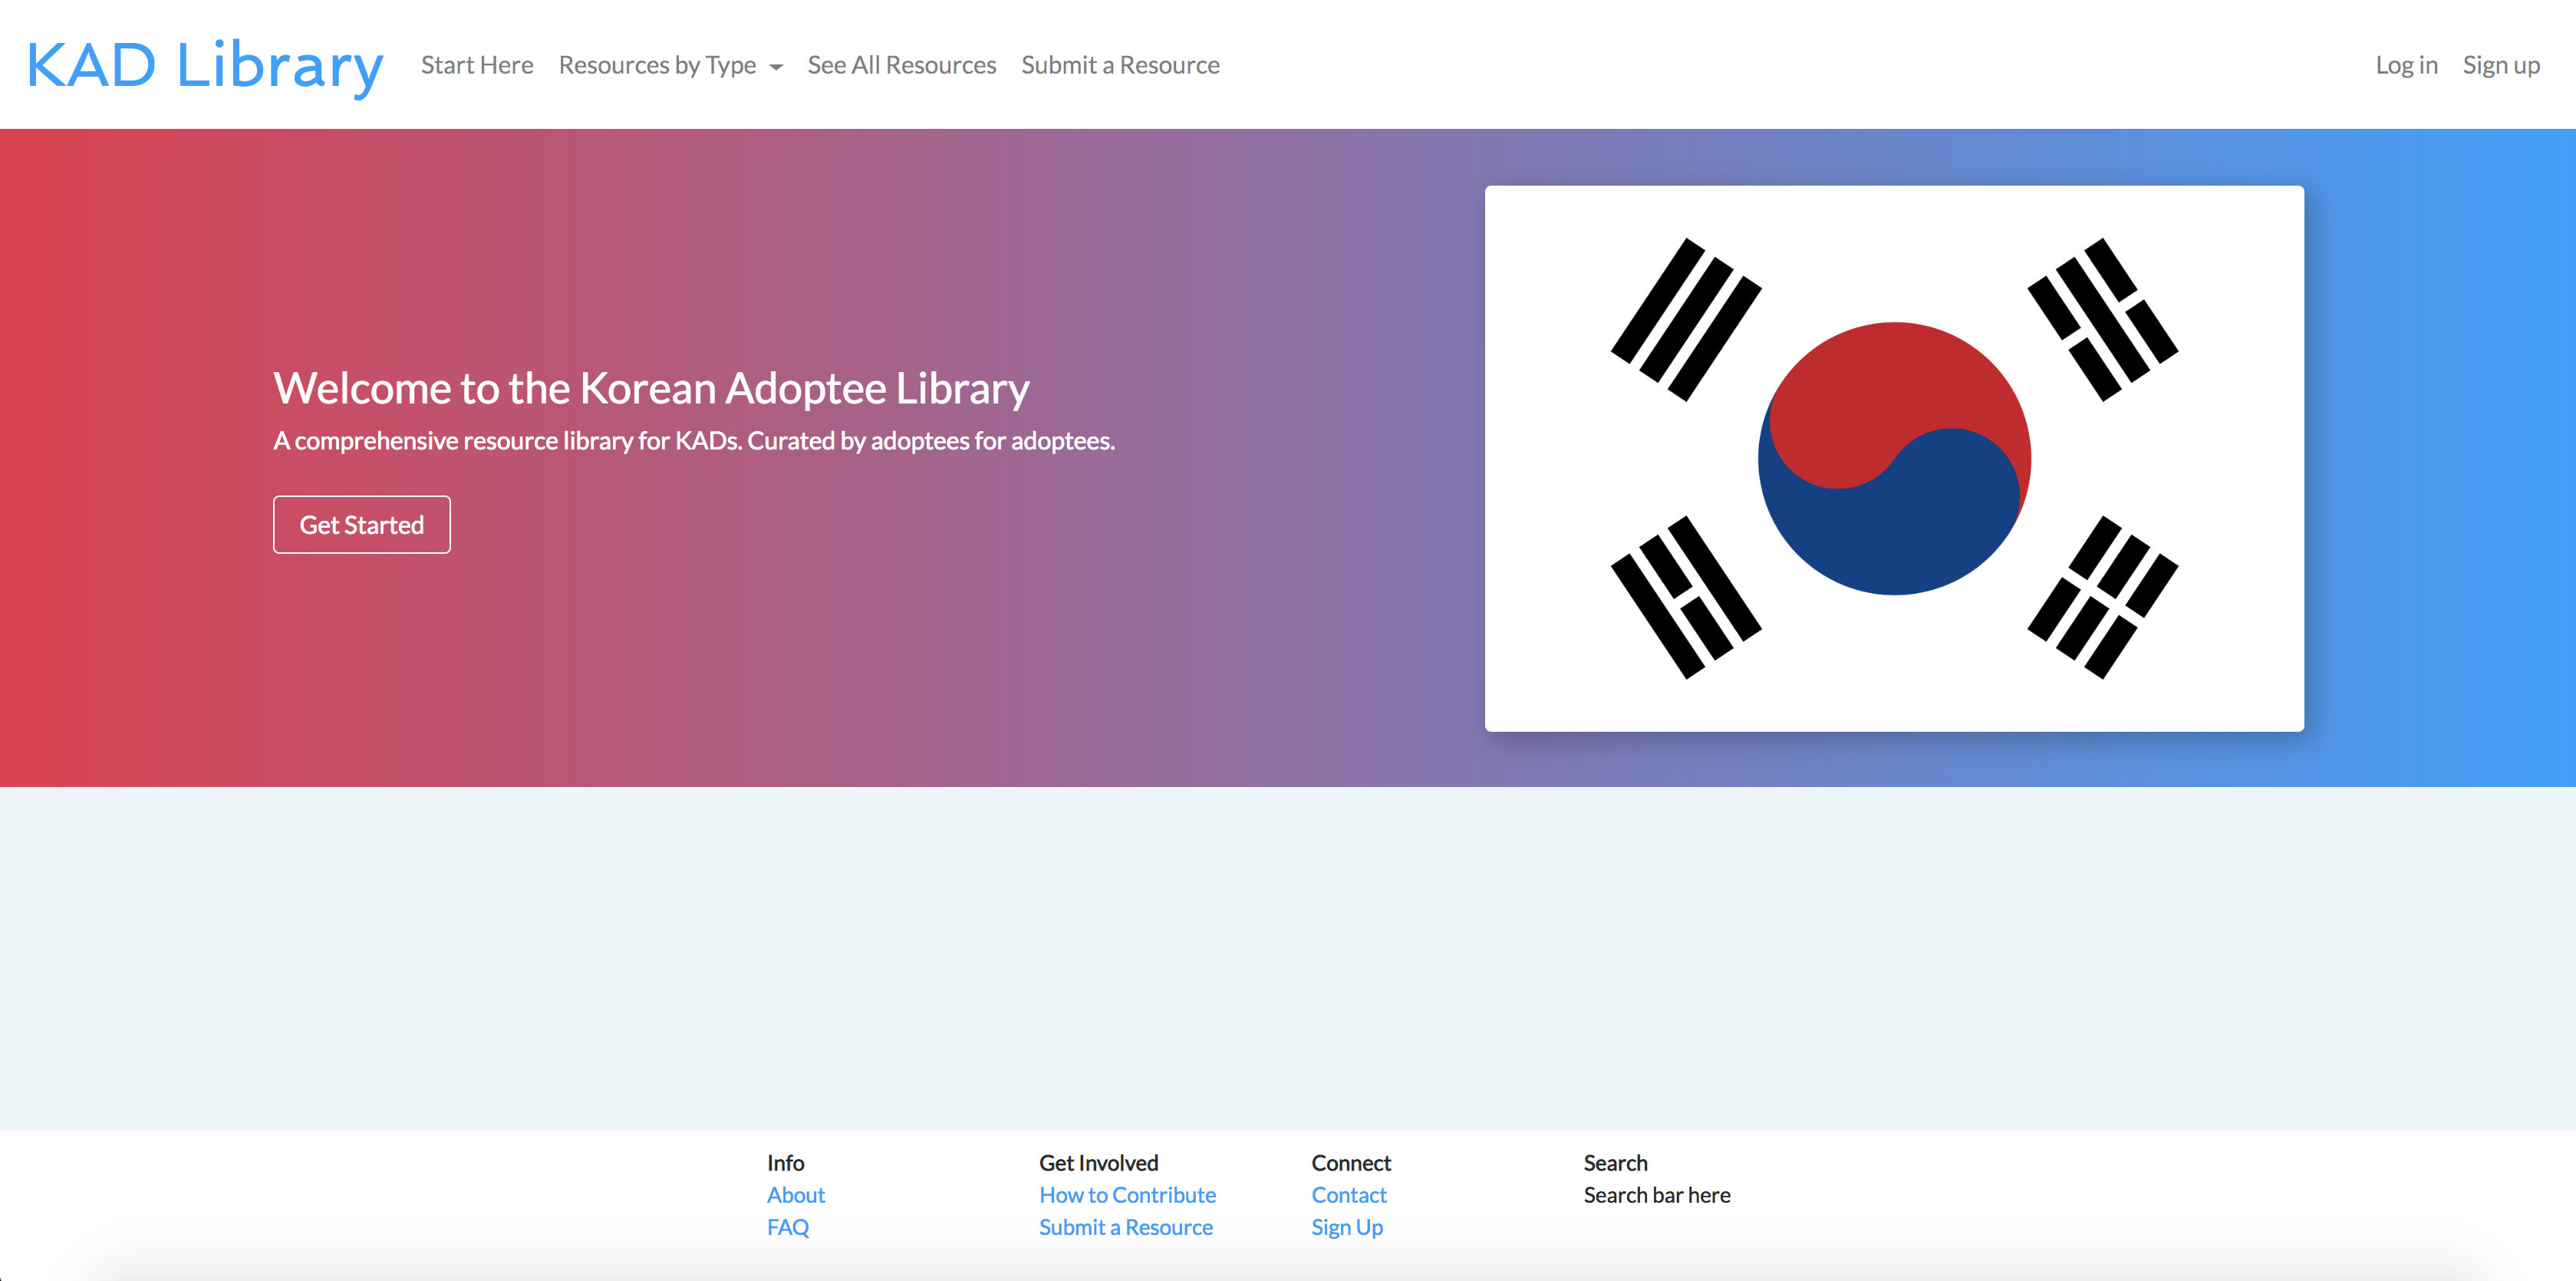 KAD Library
Start Here
Resources by Type
See All Resources
Submit a Resource
Log in
Sign up
Welcome to the Korean Adoptee Library
A comprehensive resource library for KADs. Curated by adoptees for adoptees.
Get Started
Info
About
FAQ
Get Involved
How to Contribute
Submit a Resource
Connect
Contact
Sign Up
Search
Search bar here